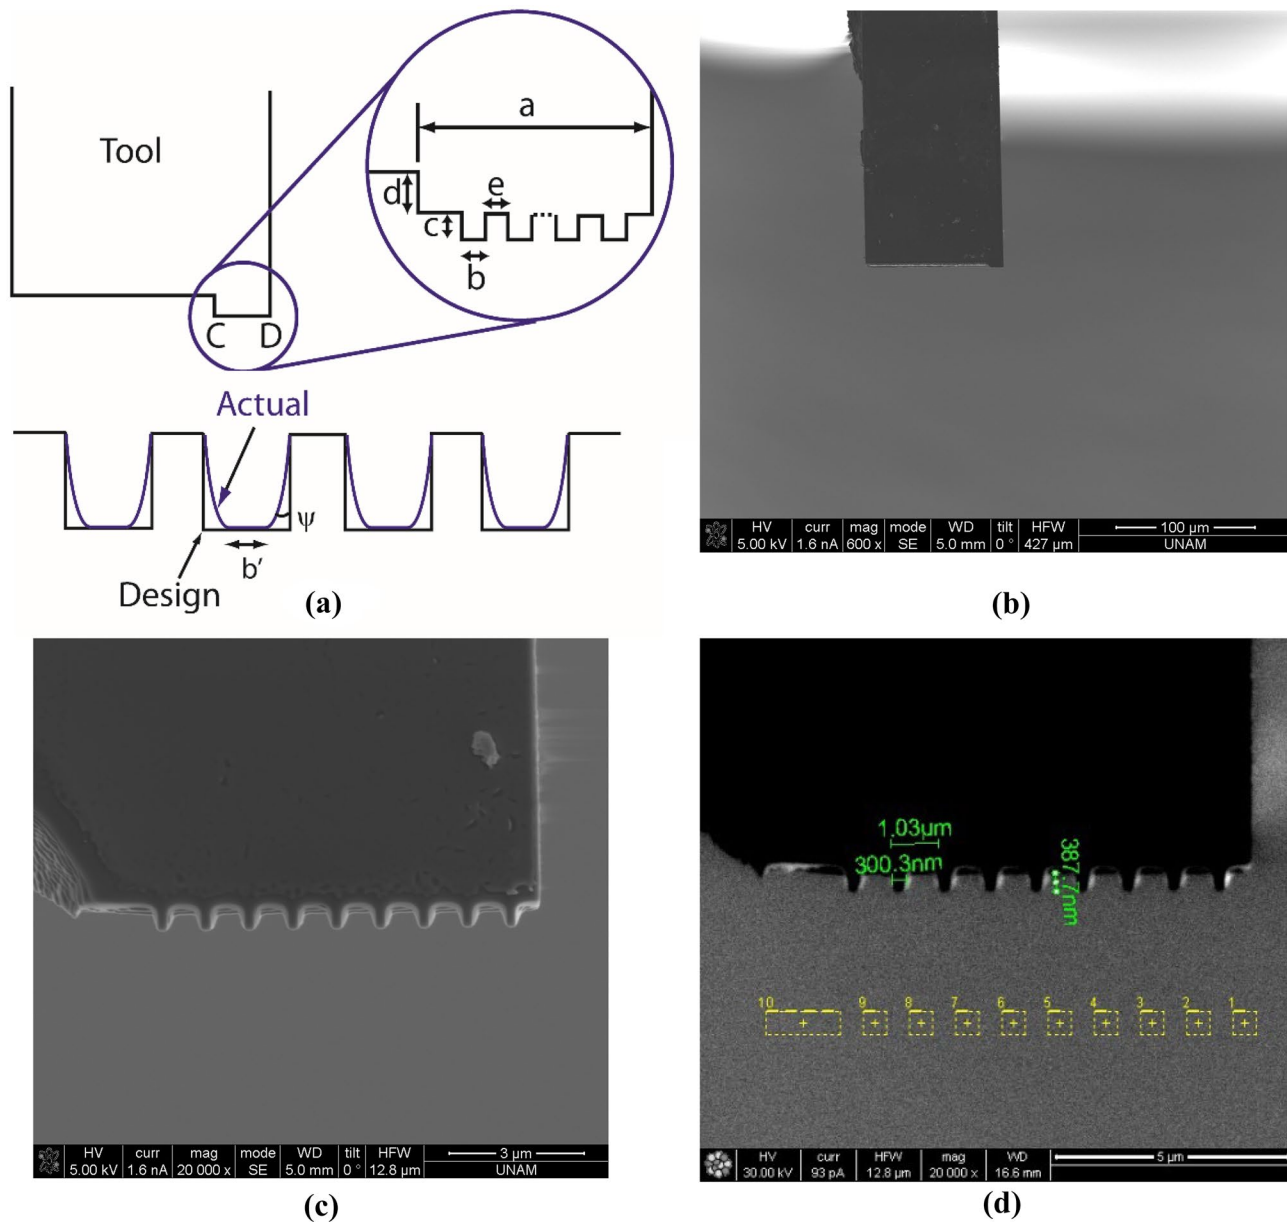 Tool
a
d
e
c
b
C D
Actual
ψ
b'
Design
(a)
HV curr mag mode WD tilt HFW 100 µm
5.00 kV 1.6 nA 600 x SE 5.0 mm 0 ° 427 µm UNAM
(b)
HV curr mag mode WD tilt HFW 3 µm
5.00 kV 1.6 nA 20 000 x SE 5.0 mm 0 ° 12.8 µm UNAM
(c)
1.03µm
300.3nm
387.7nm
10 9 8 7 6 5 4 3 2 1
HV curr HFW mag WD 5 µm
30.00 kV 93 pA 12.8 µm 20 000 x 16.6 mm
(d)